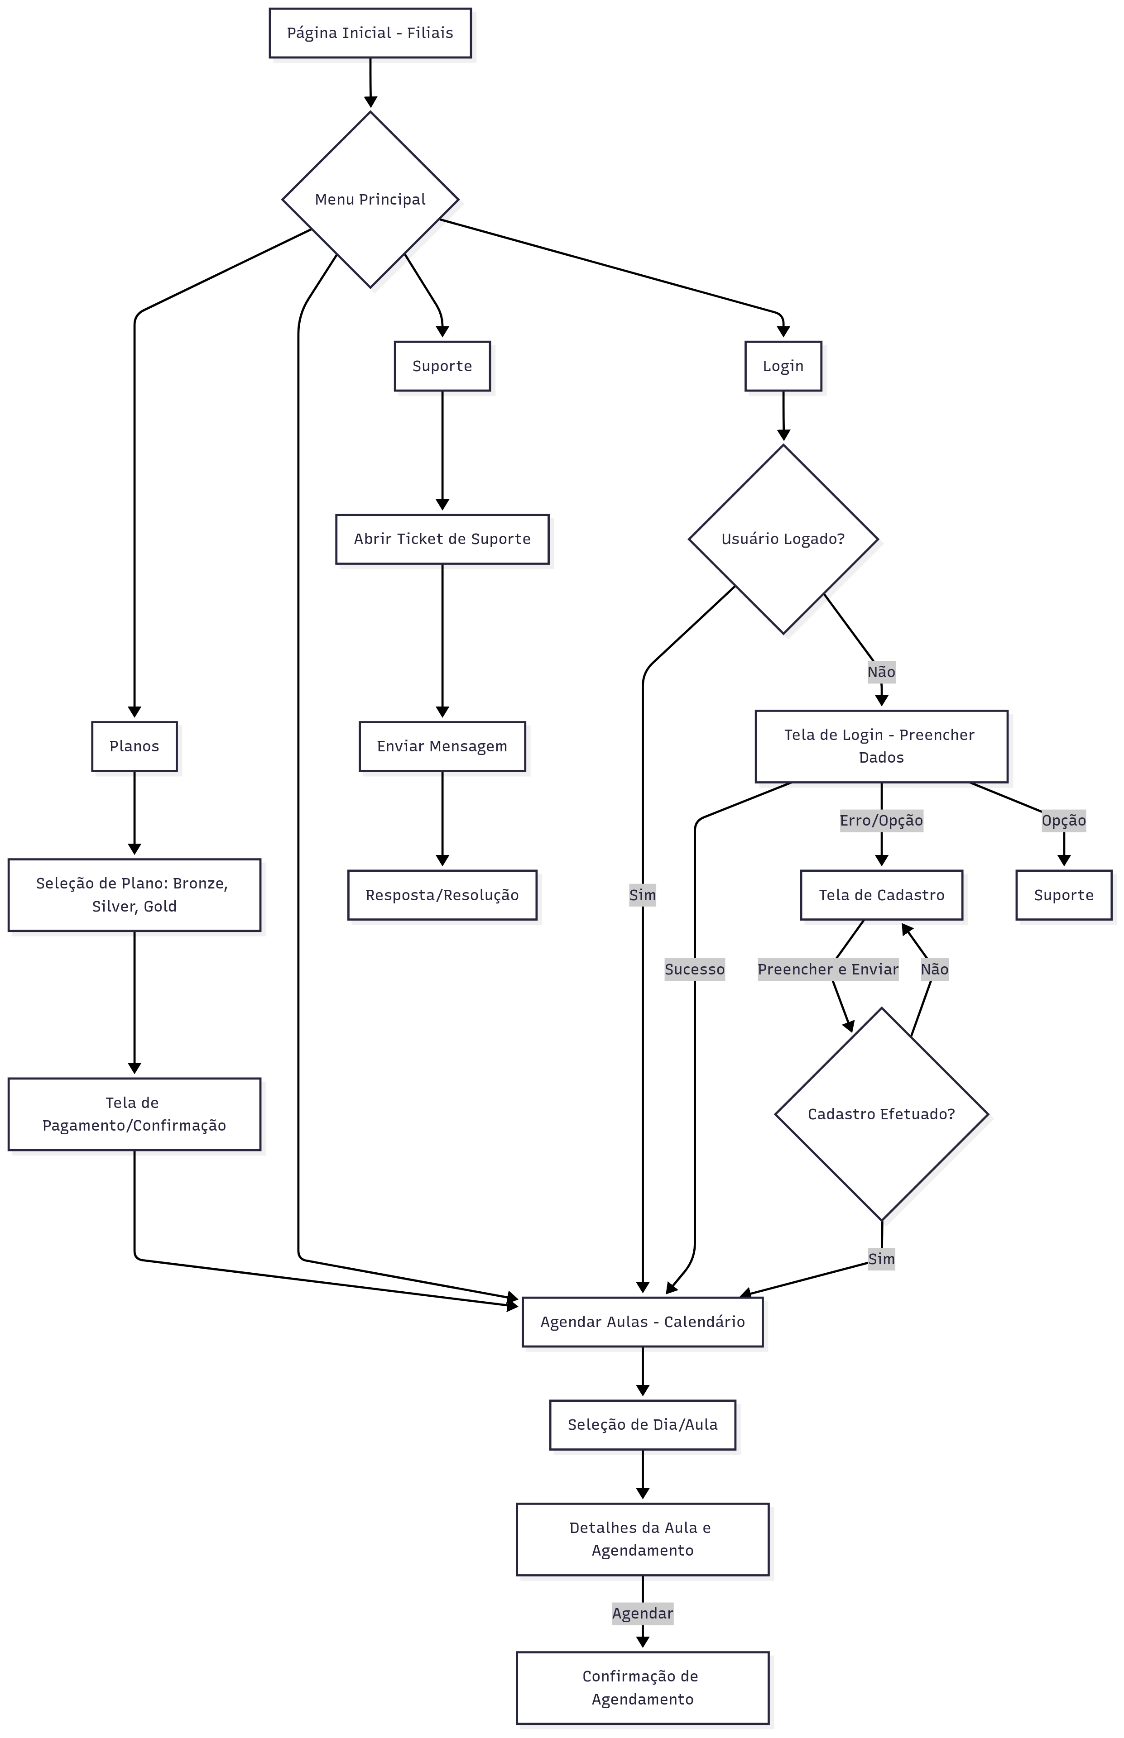 Página Inicial - Filiais
Menu Principal
Suporte
Login
Abrir Ticket de Suporte
Usuário Logado?
Não
Planos
Enviar Mensagem
Tela de Login - Preencher
Dados
Erro/Opção
Opção
Seleção de Plano: Bronze,
Silver, Gold
Resposta/Resolução
Sim
Tela de Cadastro
Suporte
Sucesso
Preencher e Enviar
Não
Tela de
Pagamento/Confirmação
Cadastro Efetuado?
Sim
Agendar Aulas - Calendário
Seleção de Dia/Aula
Detalhes da Aula e
Agendamento
Agendar
Confirmação de
Agendamento